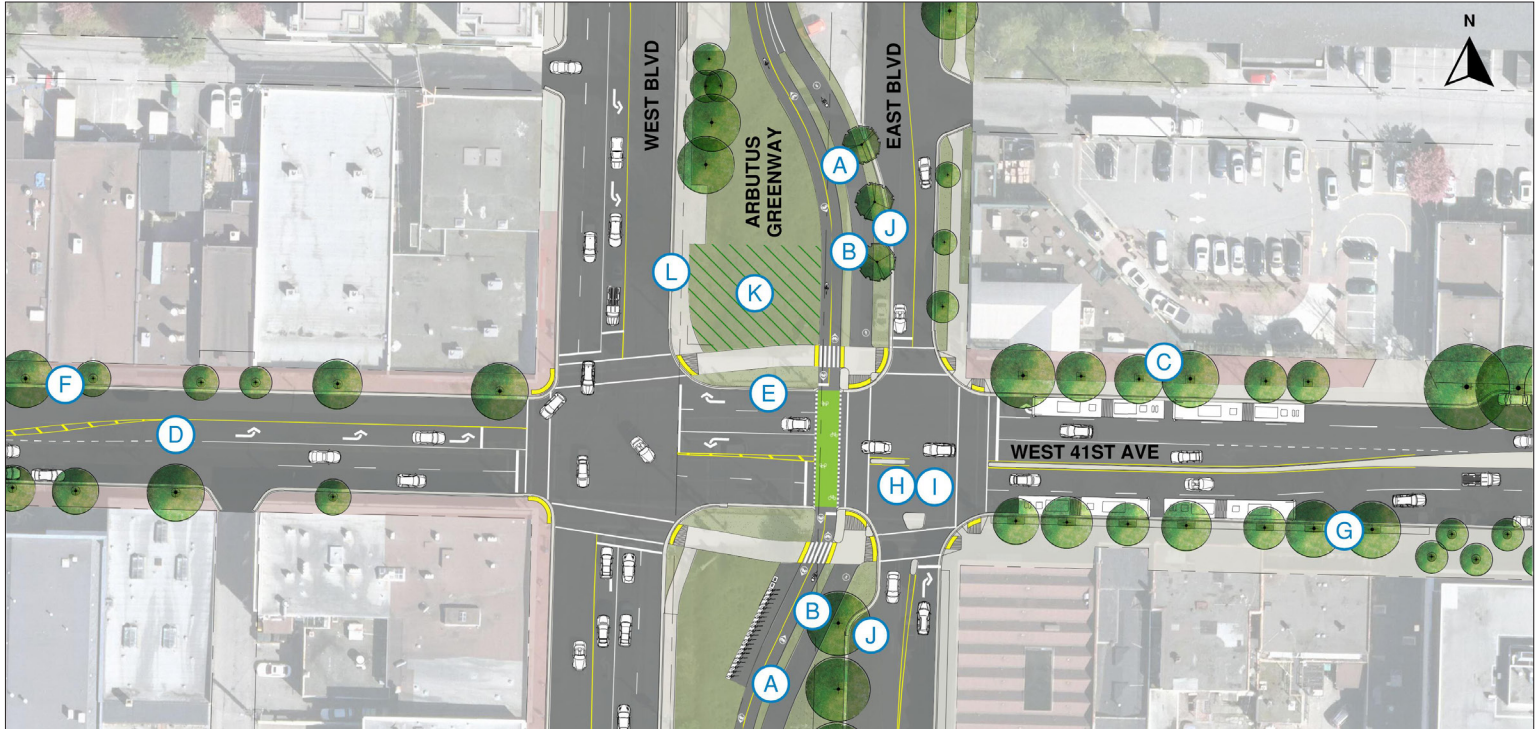 N
WEST BLVD
EAST BLVD
ARBUTUS
GREENWAY
A
J
B
L
K
C
F
E
D
WEST 41ST AVE
H
I
G
B
J
A